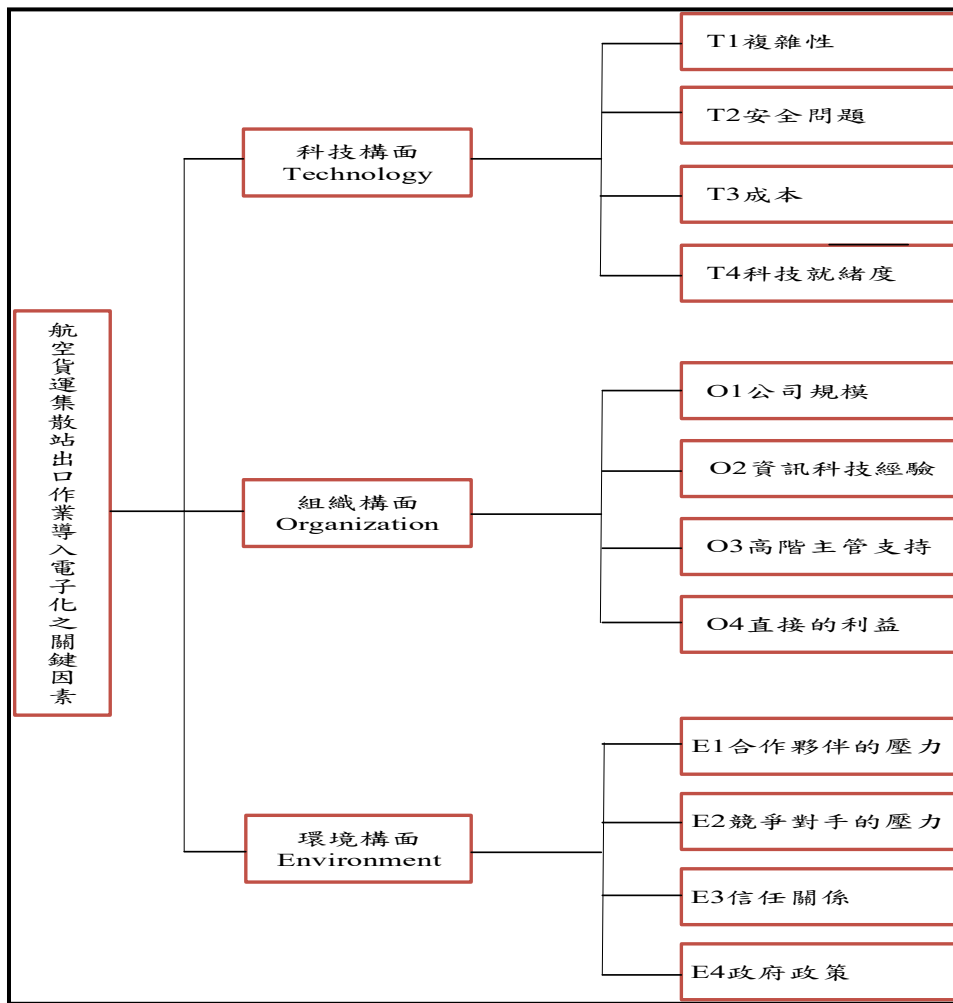 航空貨運集散站出口作業導入電子化之關鍵因素
科技構面
Technology
T1複雜性
T2安全問題
T3成本
T4科技就緒度
組織構面
Organization
O1公司規模
O2資訊科技經驗
O3高階主管支持
O4直接的利益
環境構面
Environment
E1合作夥伴的壓力
E2競爭對手的壓力
E3信任關係
E4政府政策